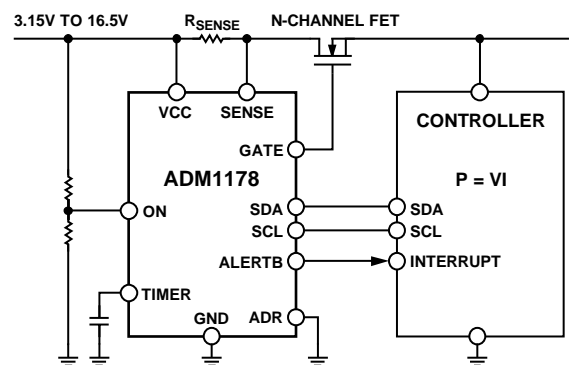 3.15V TO 16.5V
RSENSE
N-CHANNEL FET
VCC
SENSE
CONTROLLER
GATE
ADM1178
P = VI
ON
SDA
SDA
SCL
SCL
ALERTB
INTERRUPT
TIMER
GND
ADR